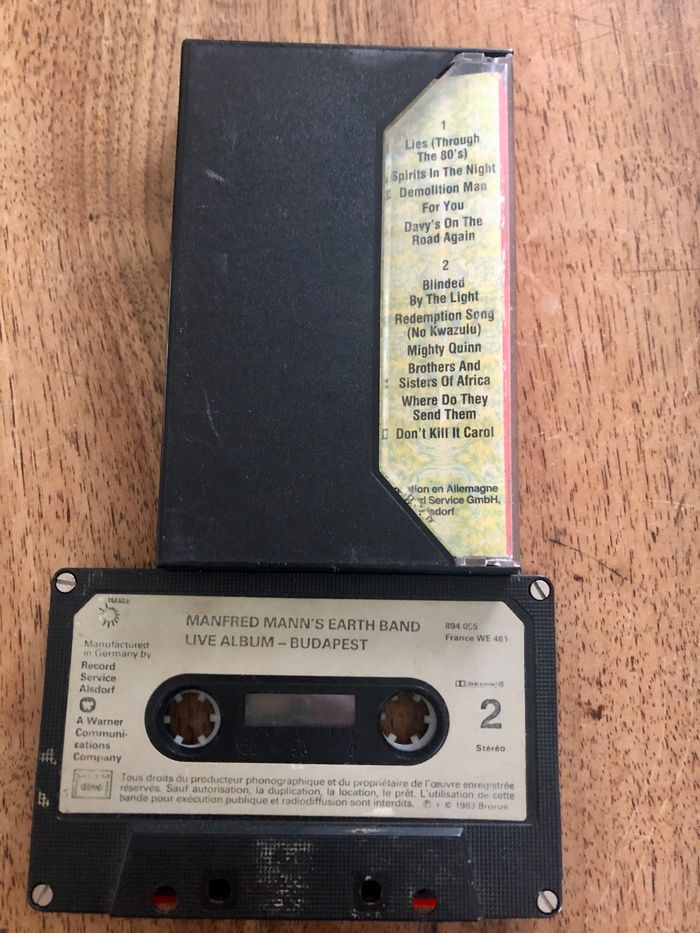 1
Lies (Through
The 80's)
Spirits In The Night
Demolition Man
For You
Davy's On The
Road Again
2
Blinded
By The Light
Redemption Song
(No Kwazulu)
Mighty Quinn
Brothers And
Sisters Of Africa
Where Do They
Send Them
Don't Kill It Carol
en Allemagne
Service GmbH,
MANFRED MANN'S EARTH BAND
LIVE ALBUM – BUDAPEST
894 055
France WE 461
Manufactured
in Germany by
Record
Service
Alsdorf
A Warner
Communi-
cations
Company
2
Stéréo
100 50 0
Tous droits du producteur phonographique et du propriétaire de l'œuvre enregistrée
réservés. Sauf autorisation, la duplication, la location, le prêt. L'utilisation de cette
bande pour exécution publique et radiodiffusion sont interdits. ℗ + © 1983 Bronze